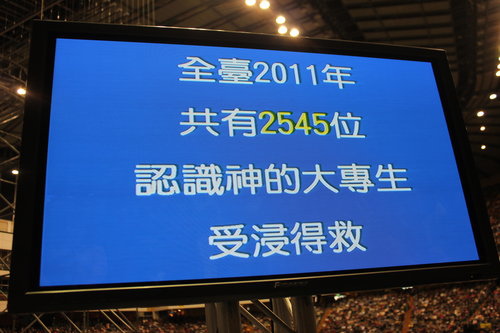 全臺2011年
共有2545位
認識神的大專生
受浸得救